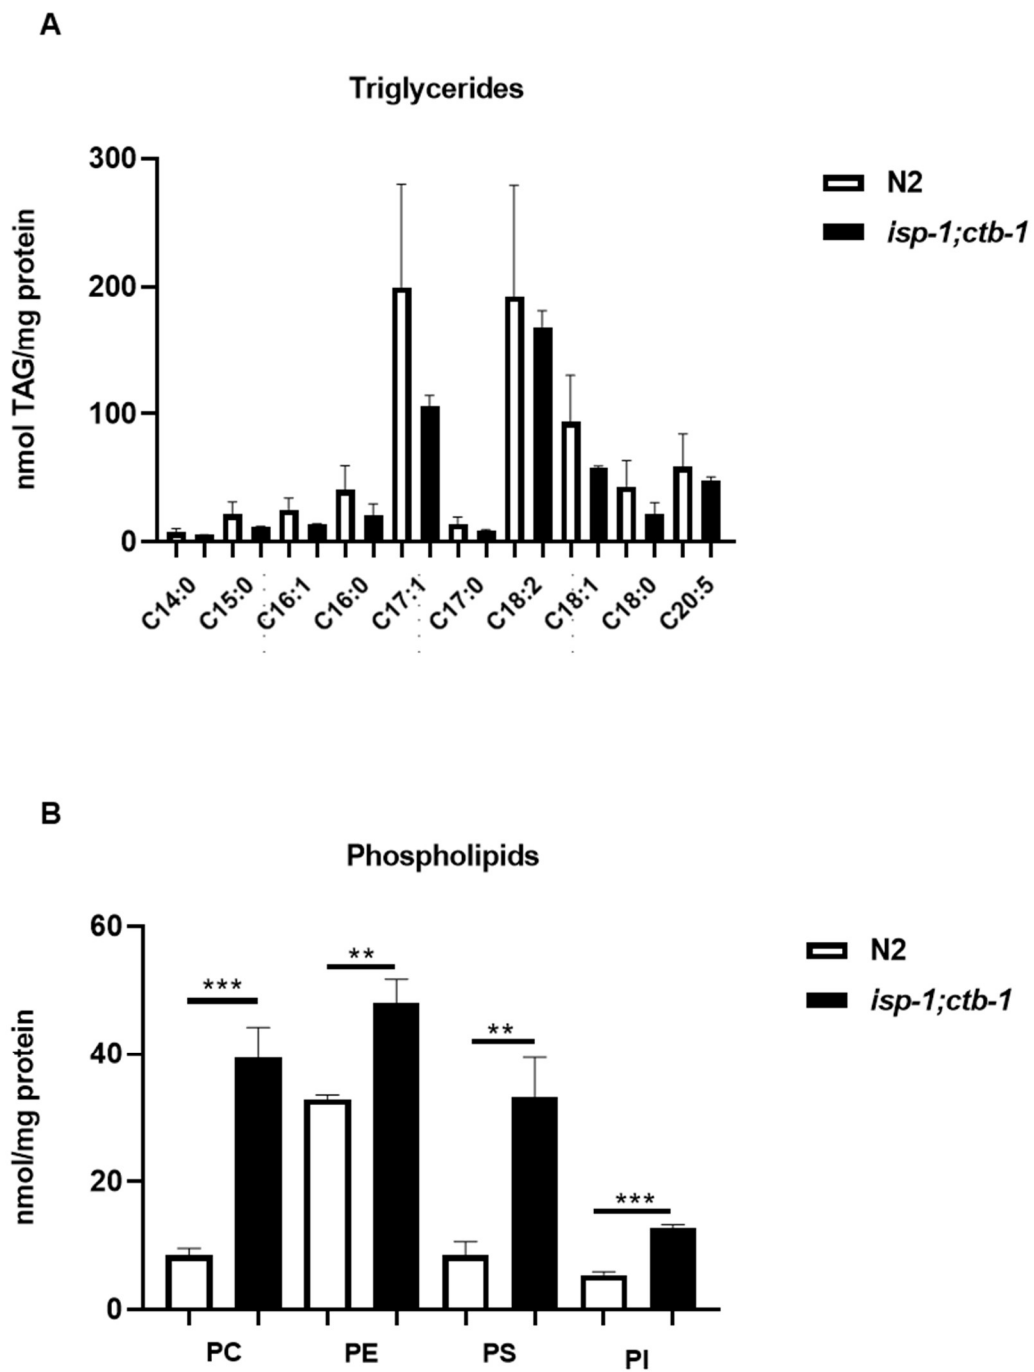 A
Triglycerides
N2
isp-1;ctb-1
nmol TAG/mg protein
300
200
100
0
C14:0 C15:0 C16:1 C16:0 C17:1 C17:0 C18:2 C18:1 C18:0 C20:5
B
Phospholipids
N2
isp-1;ctb-1
nmol/mg protein
60
40
20
0
*** ** ** ***
PC PE PS PI